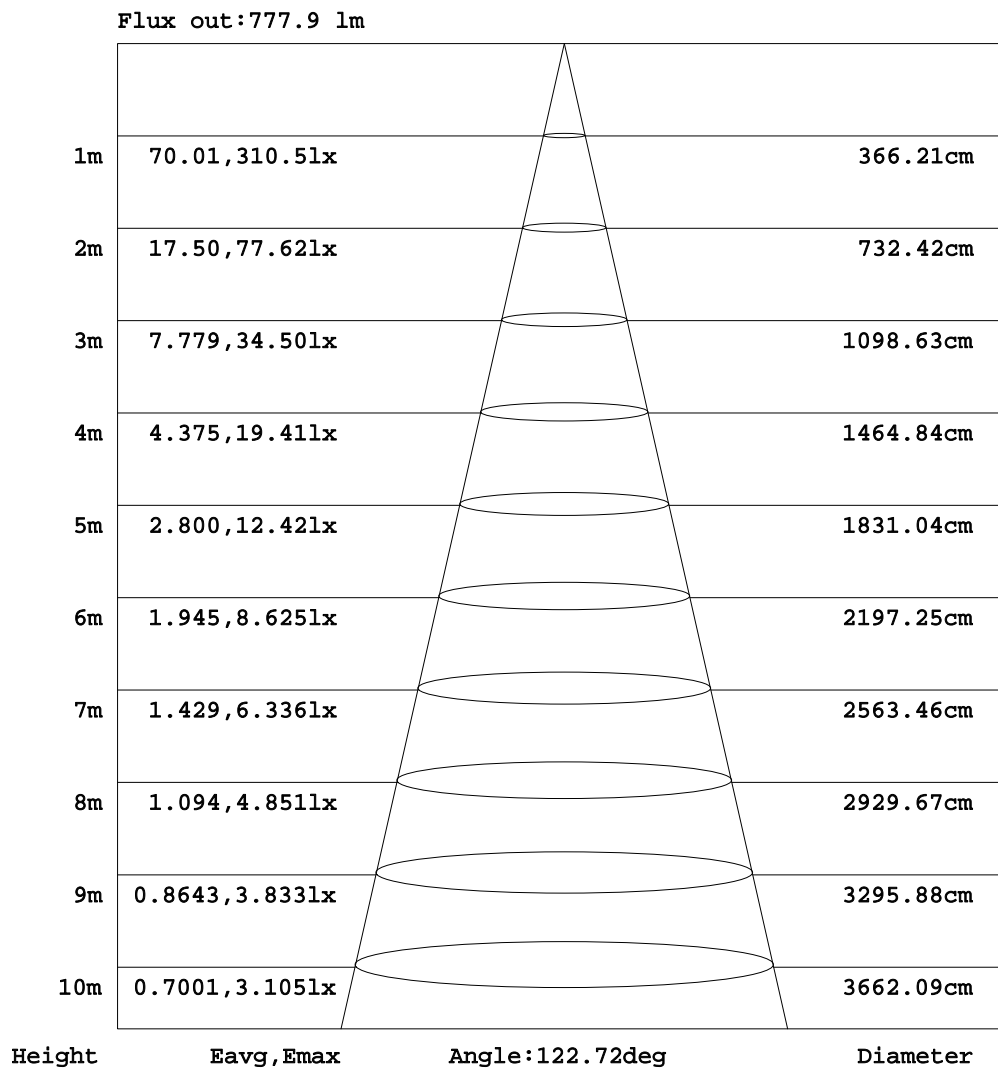 Flux out:777.9 lm
1m 70.01,310.5lx 366.21cm
2m 17.50,77.62lx 732.42cm
3m 7.779,34.50lx 1098.63cm
4m 4.375,19.41lx 1464.84cm
5m 2.800,12.42lx 1831.04cm
6m 1.945,8.625lx 2197.25cm
7m 1.429,6.336lx 2563.46cm
8m 1.094,4.851lx 2929.67cm
9m 0.8643,3.833lx 3295.88cm
10m 0.7001,3.105lx 3662.09cm
Height Eavg,Emax Angle:122.72deg Diameter